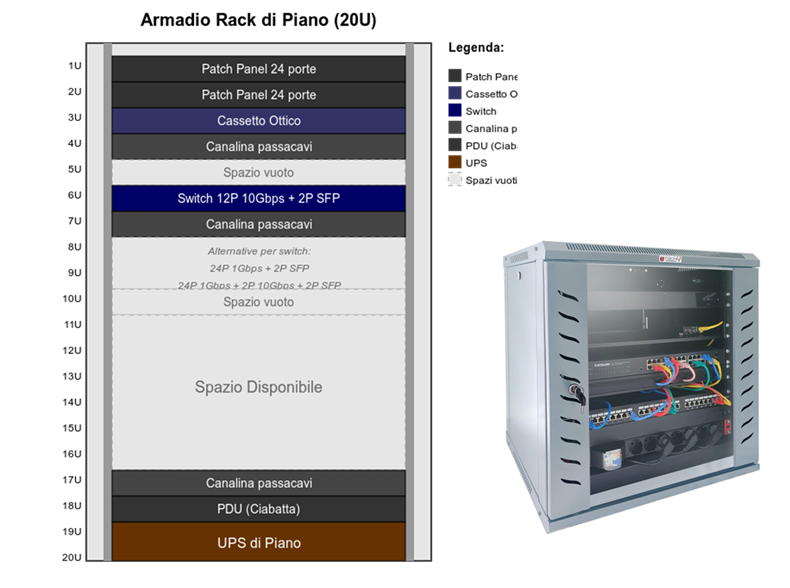 Armadio Rack di Piano (20U)
Legenda:
Patch Pane
Cassetto O
Switch
Canalina p
PDU (Ciab
UPS
Spazi vuoti
1U
Patch Panel 24 porte
2U
Patch Panel 24 porte
3U
Cassetto Ottico
4U
Canalina passacavi
5U
Spazio vuoto
6U
Switch 12P 10Gbps + 2P SFP
7U
Canalina passacavi
8U
Alternative per switch:
9U
24P 1Gbps + 2P SFP
24P 1Gbps + 2P 10Gbps + 2P SFP
10U
Spazio vuoto
11U
12U
13U
Spazio Disponibile
14U
15U
16U
17U
Canalina passacavi
18U
PDU (Ciabatta)
19U
UPS di Piano
20U